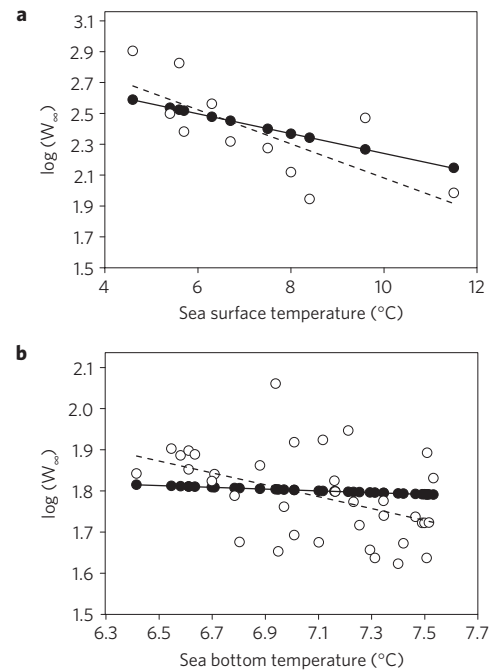 a
3.1
2.9
2.7
2.5
2.3
2.1
1.9
1.7
1.5
log (W∞)
4 6 8 10 12
Sea surface temperature (°C)
b
2.1
2.0
1.9
1.8
1.7
1.6
1.5
log (W∞)
6.3 6.5 6.7 6.9 7.1 7.3 7.5 7.7
Sea bottom temperature (°C)